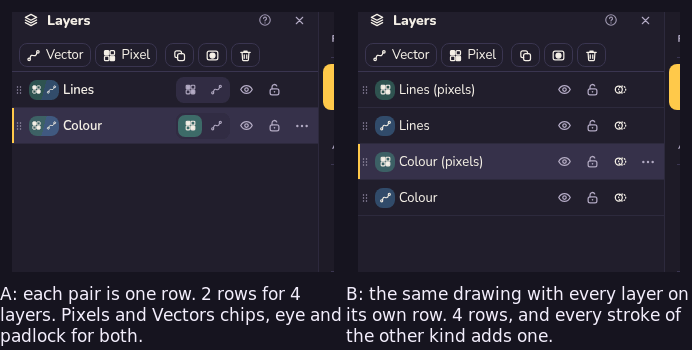 Layers
Vector Pixel
Lines
Colour
A: each pair is one row. 2 rows for 4
layers. Pixels and Vectors chips, eye and
padlock for both.
Layers
Vector Pixel
Lines (pixels)
Lines
Colour (pixels)
Colour
B: the same drawing with every layer on
its own row. 4 rows, and every stroke of
the other kind adds one.